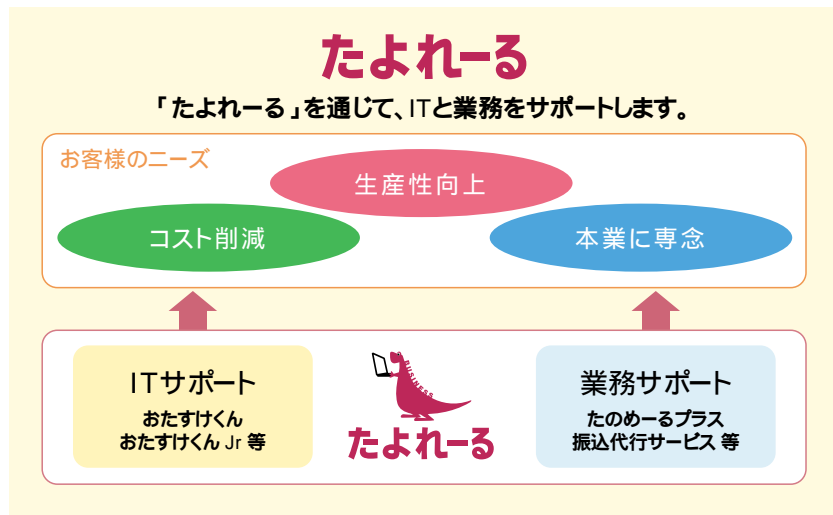 たよれーる
「たよれーる」を通じて、ITと業務をサポートします。
お客様のニーズ
生産性向上
コスト削減
本業に専念
ITサポート
おたすけくん
おたすけくん Jr 等
BUSINESS
たよれーる
業務サポート
たのめーるプラス
振込代行サービス 等